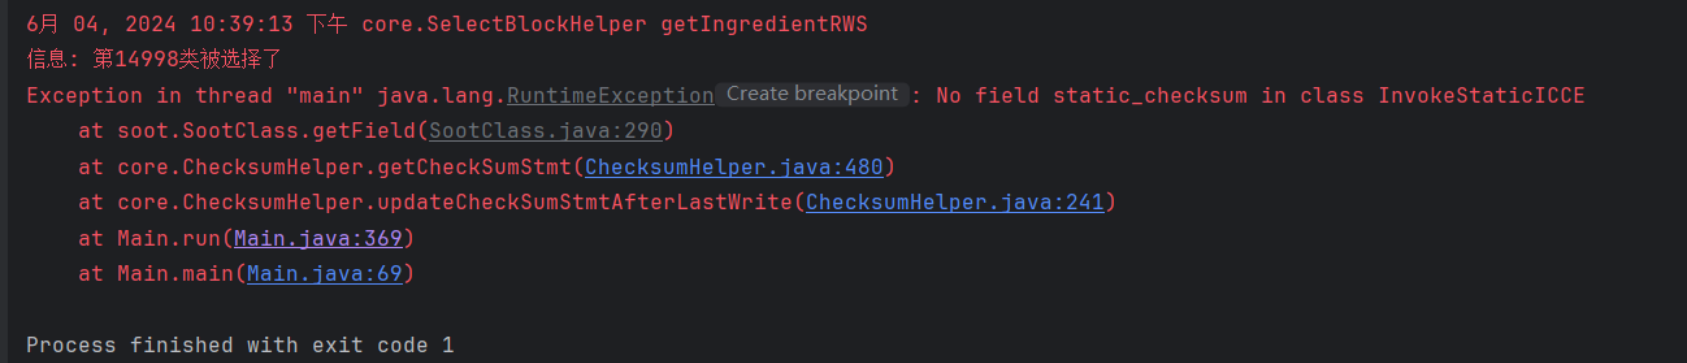 6月 04, 2024 10:39:13 下午 core.SelectBlockHelper getIngredientRWS
信息: 第14998类被选择了
Exception in thread "main" java.lang.RuntimeException Create breakpoint : No field static_checksum in class InvokeStaticICCE
at soot.SootClass.getField(SootClass.java:290)
at core.ChecksumHelper.getCheckSumStmt(ChecksumHelper.java:480)
at core.ChecksumHelper.updateCheckSumStmtAfterLastWrite(ChecksumHelper.java:241)
at Main.run(Main.java:369)
at Main.main(Main.java:69)
Process finished with exit code 1